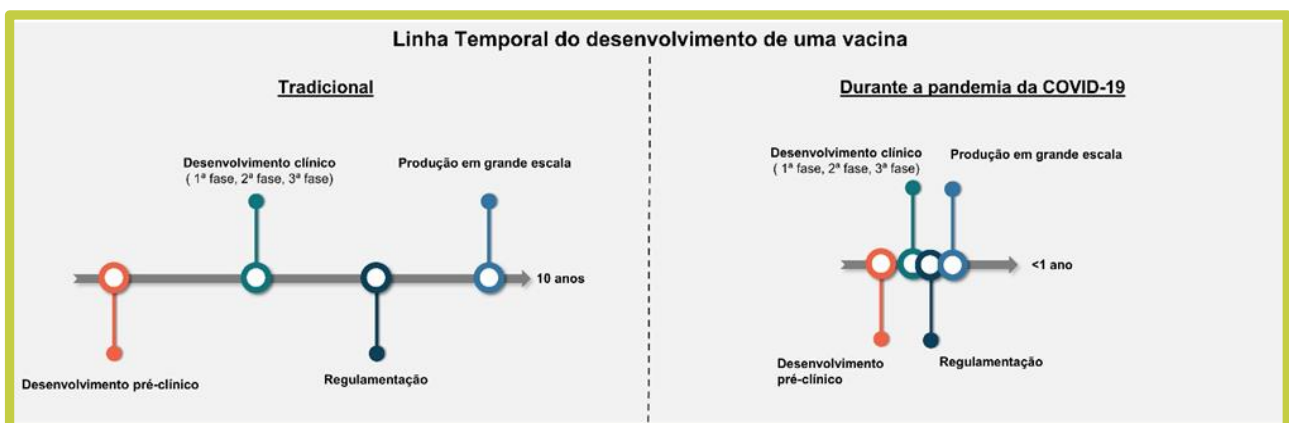 Linha Temporal do desenvolvimento de uma vacina
Tradicional
Desenvolvimento clínico
( 1ª fase, 2ª fase, 3ª fase)
Produção em grande escala
10 anos
Desenvolvimento pré-clínico
Regulamentação
Durante a pandemia da COVID-19
Desenvolvimento clínico
( 1ª fase, 2ª fase, 3ª fase)
Produção em grande escala
<1 ano
Desenvolvimento
pré-clínico
Regulamentação